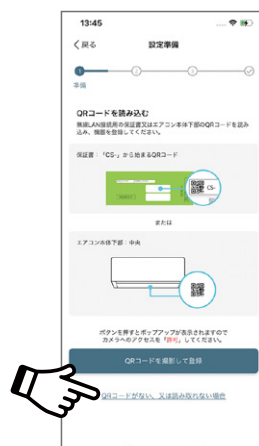 13:45
戻る 設定準備
準備
QRコードを読み込む
無線LAN接続用の保証書又はエアコン本体下部のQRコードを読み
込み、機器を登録してください。
保証書：「CS-」から始まるQRコード
CS-
または
エアコン本体下部：中央
ボタンを押すとポップアップが表示されますので
カメラへのアクセスを「許可」してください。
QRコードを撮影して登録
QRコードがない、又は読み取れない場合